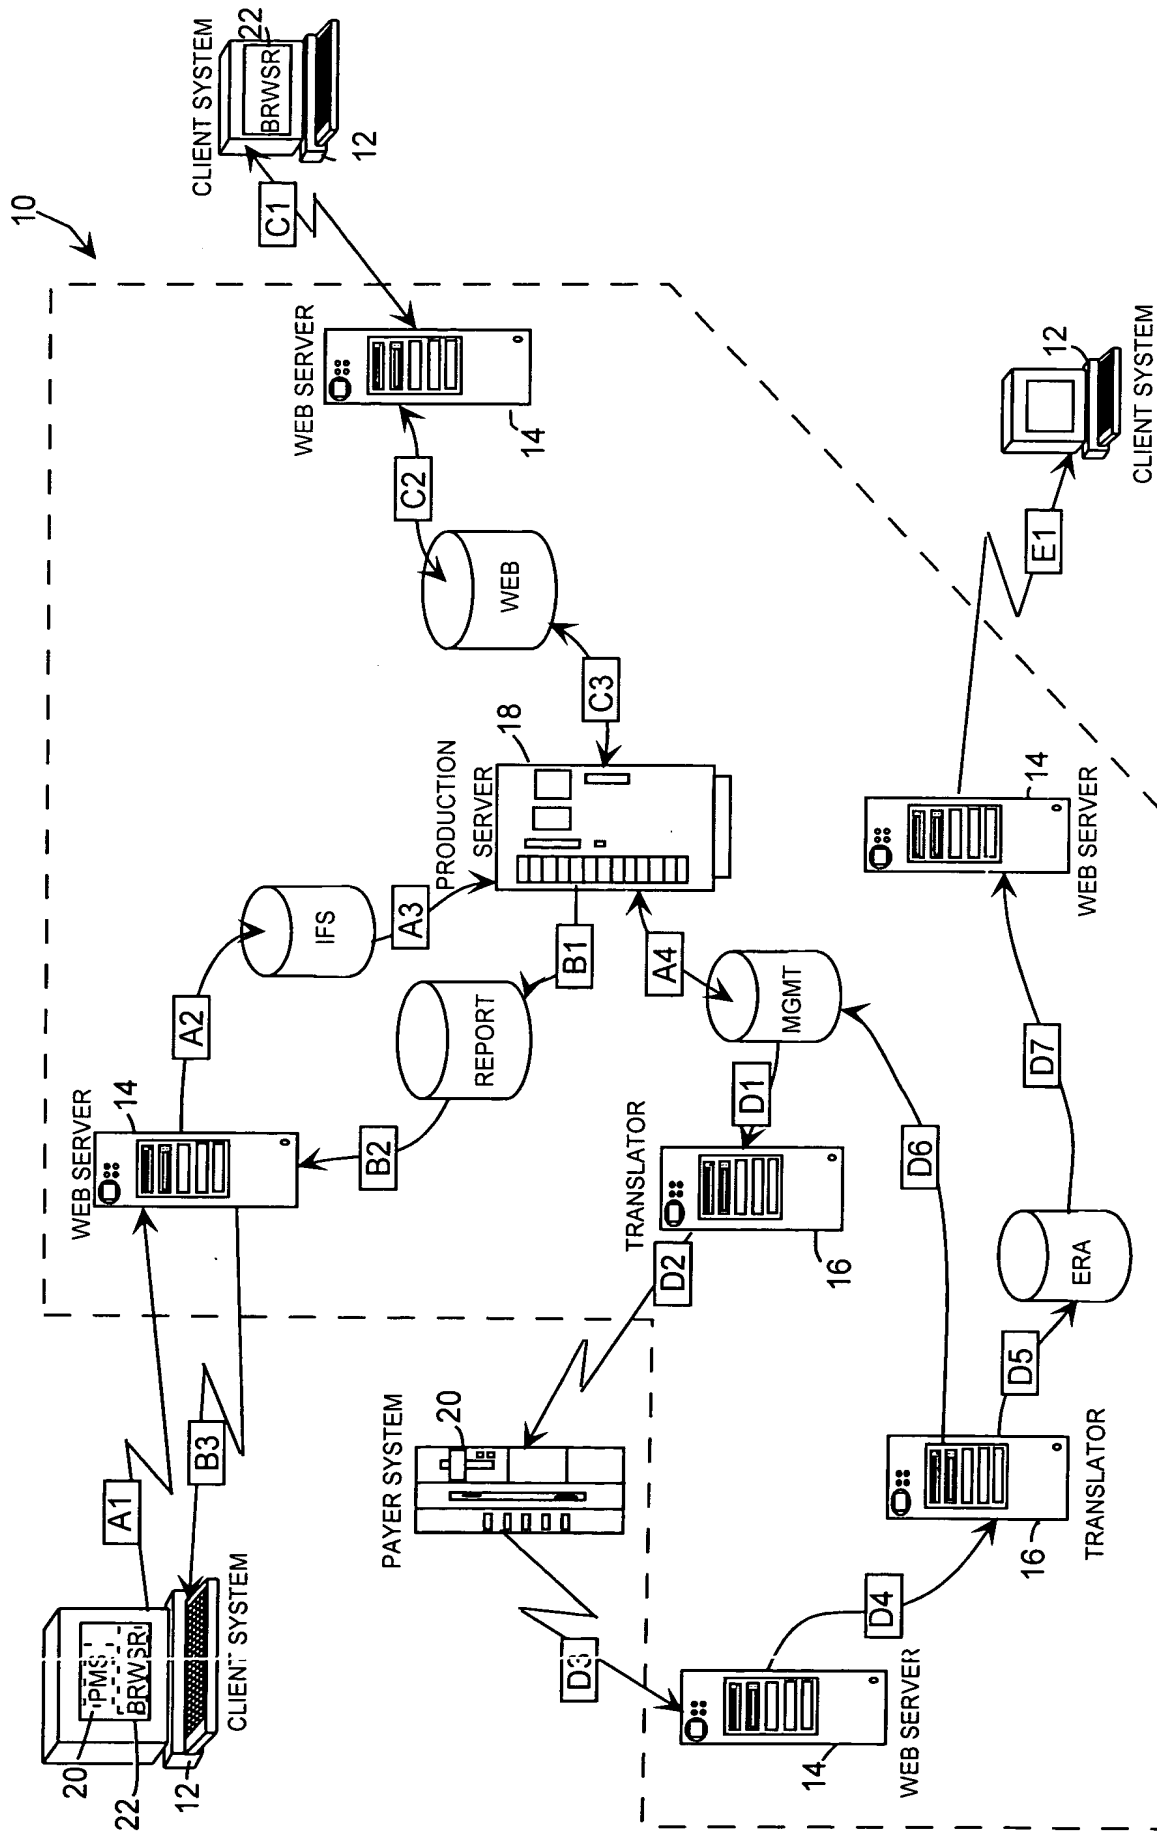 10
CLIENT SYSTEM
PMS
BRWSR
20
22
12
A1
B3
WEB SERVER
14
A2
IFS
A3
B2
REPORT
B1
PRODUCTION
SERVER
18
C3
WEB
C2
WEB SERVER
14
C1
CLIENT SYSTEM
BRWSR
22
12
PAYER SYSTEM
20
D2
TRANSLATOR
16
D1
MGMT
A4
D3
WEB SERVER
14
D4
TRANSLATOR
16
D5
D6
ERA
D7
WEB SERVER
14
E1
CLIENT SYSTEM
12